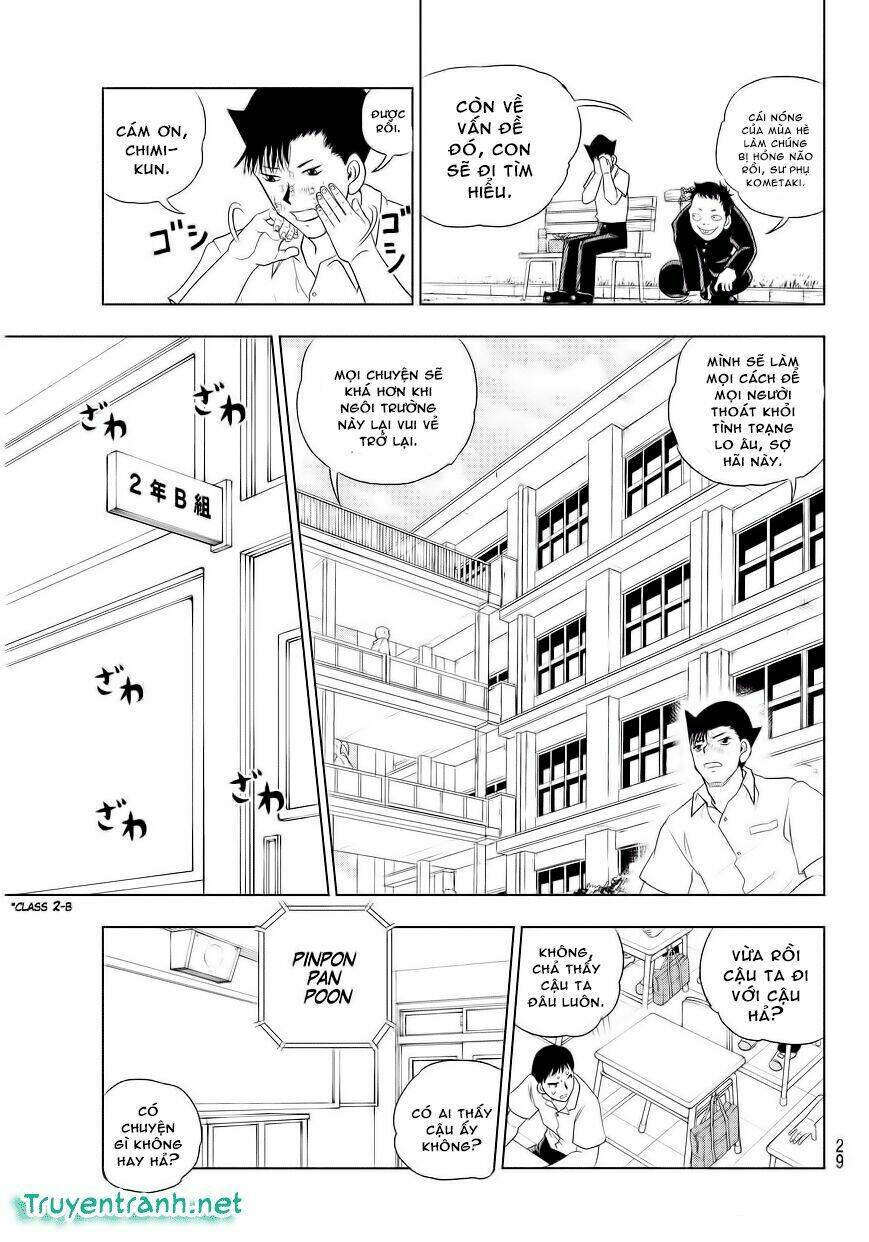 CÁI NÓNG
CỦA MÙA HÈ
LÀM CHÚNG
BỊ HỎNG NÃO
RỒI, SƯ PHỤ
KOMETAKI.
CÒN VỀ
VẤN ĐỀ
ĐÓ, CON
SẼ ĐI TÌM
HIỂU.
ĐƯỢC
RỒI.
CÁM ƠN,
CHIMI-
KUN.
ゴシ
ゴシ
MÌNH SẼ LÀM
MỌI CÁCH ĐỂ
MỌI NGƯỜI
THOÁT KHỎI
TÌNH TRẠNG
LO ÂU, SỢ
HÃI NÀY.
MỌI CHUYỆN SẼ
KHÁ HƠN KHI
NGÔI TRƯỜNG
NÀY LẠI VUI VẺ
TRỞ LẠI.
ざわ
ざわ
2年B組
ざわ
ざわ
ざわ
*CLASS 2-B
VỪA RỒI
CẬU TA ĐI
VỚI CẬU
HẢ?
KHÔNG,
CHẢ THẤY
CẬU TA
ĐÂU LUÔN.
PINPON
PAN
POON
CÓ AI THẤY
CẬU ẤY
KHÔNG?
CÓ
CHUYỆN
GÌ KHÔNG
HAY HẢ?
29
Truyentranh.net